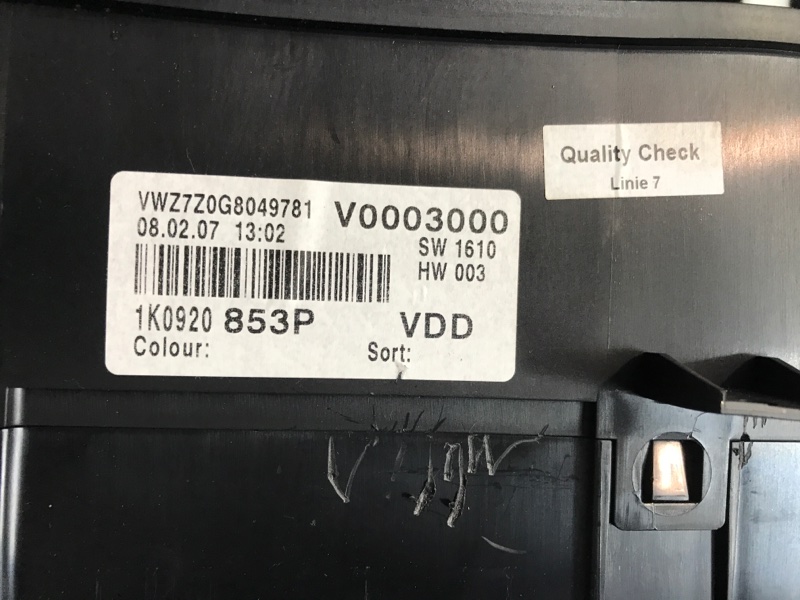 Quality Check
Linie 7
VWZ7Z0G8049781 V0003000
08.02.07 13:02 SW 1610
HW 003
1K0920 853P VDD
Colour: Sort: